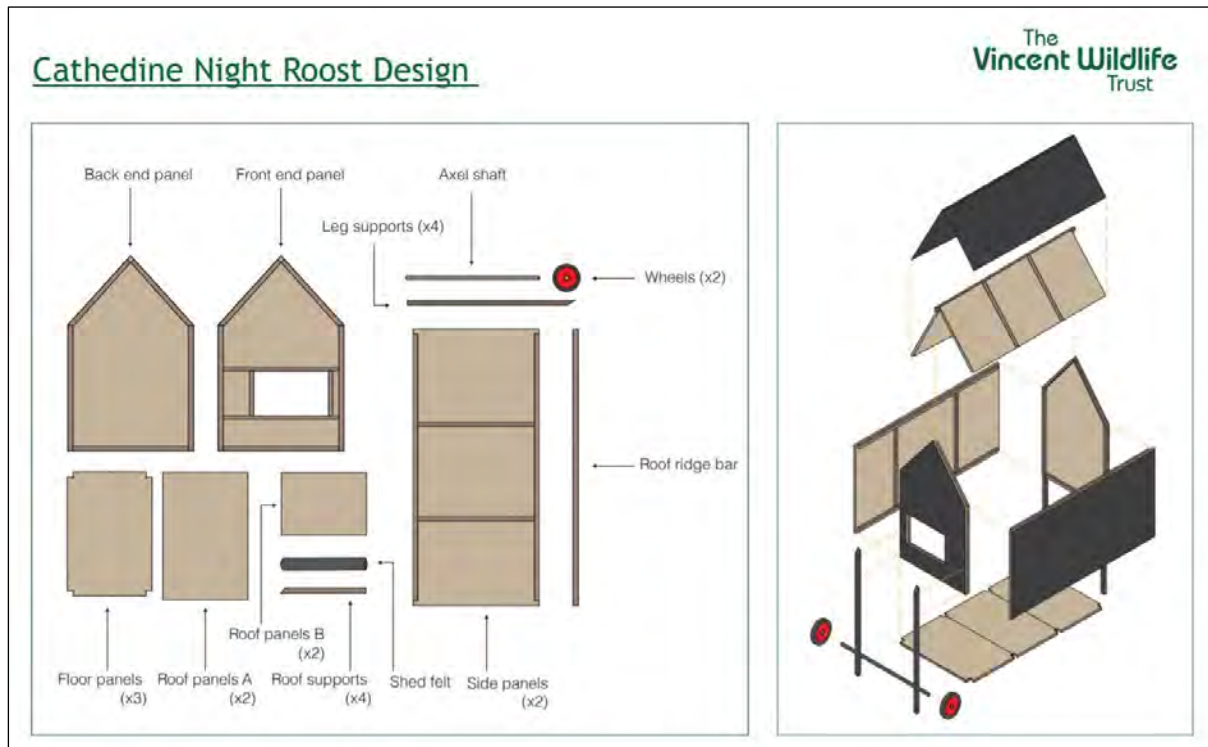 Cathedine Night Roost Design
The
Vincent Wildlife
Trust
Back end panel
Front end panel
Axel shaft
Leg supports (x4)
Wheels (x2)
Roof ridge bar
Roof panels B
(x2)
Floor panels
(x3)
Roof panels A
(x2)
Roof supports
(x4)
Shed felt
Side panels
(x2)